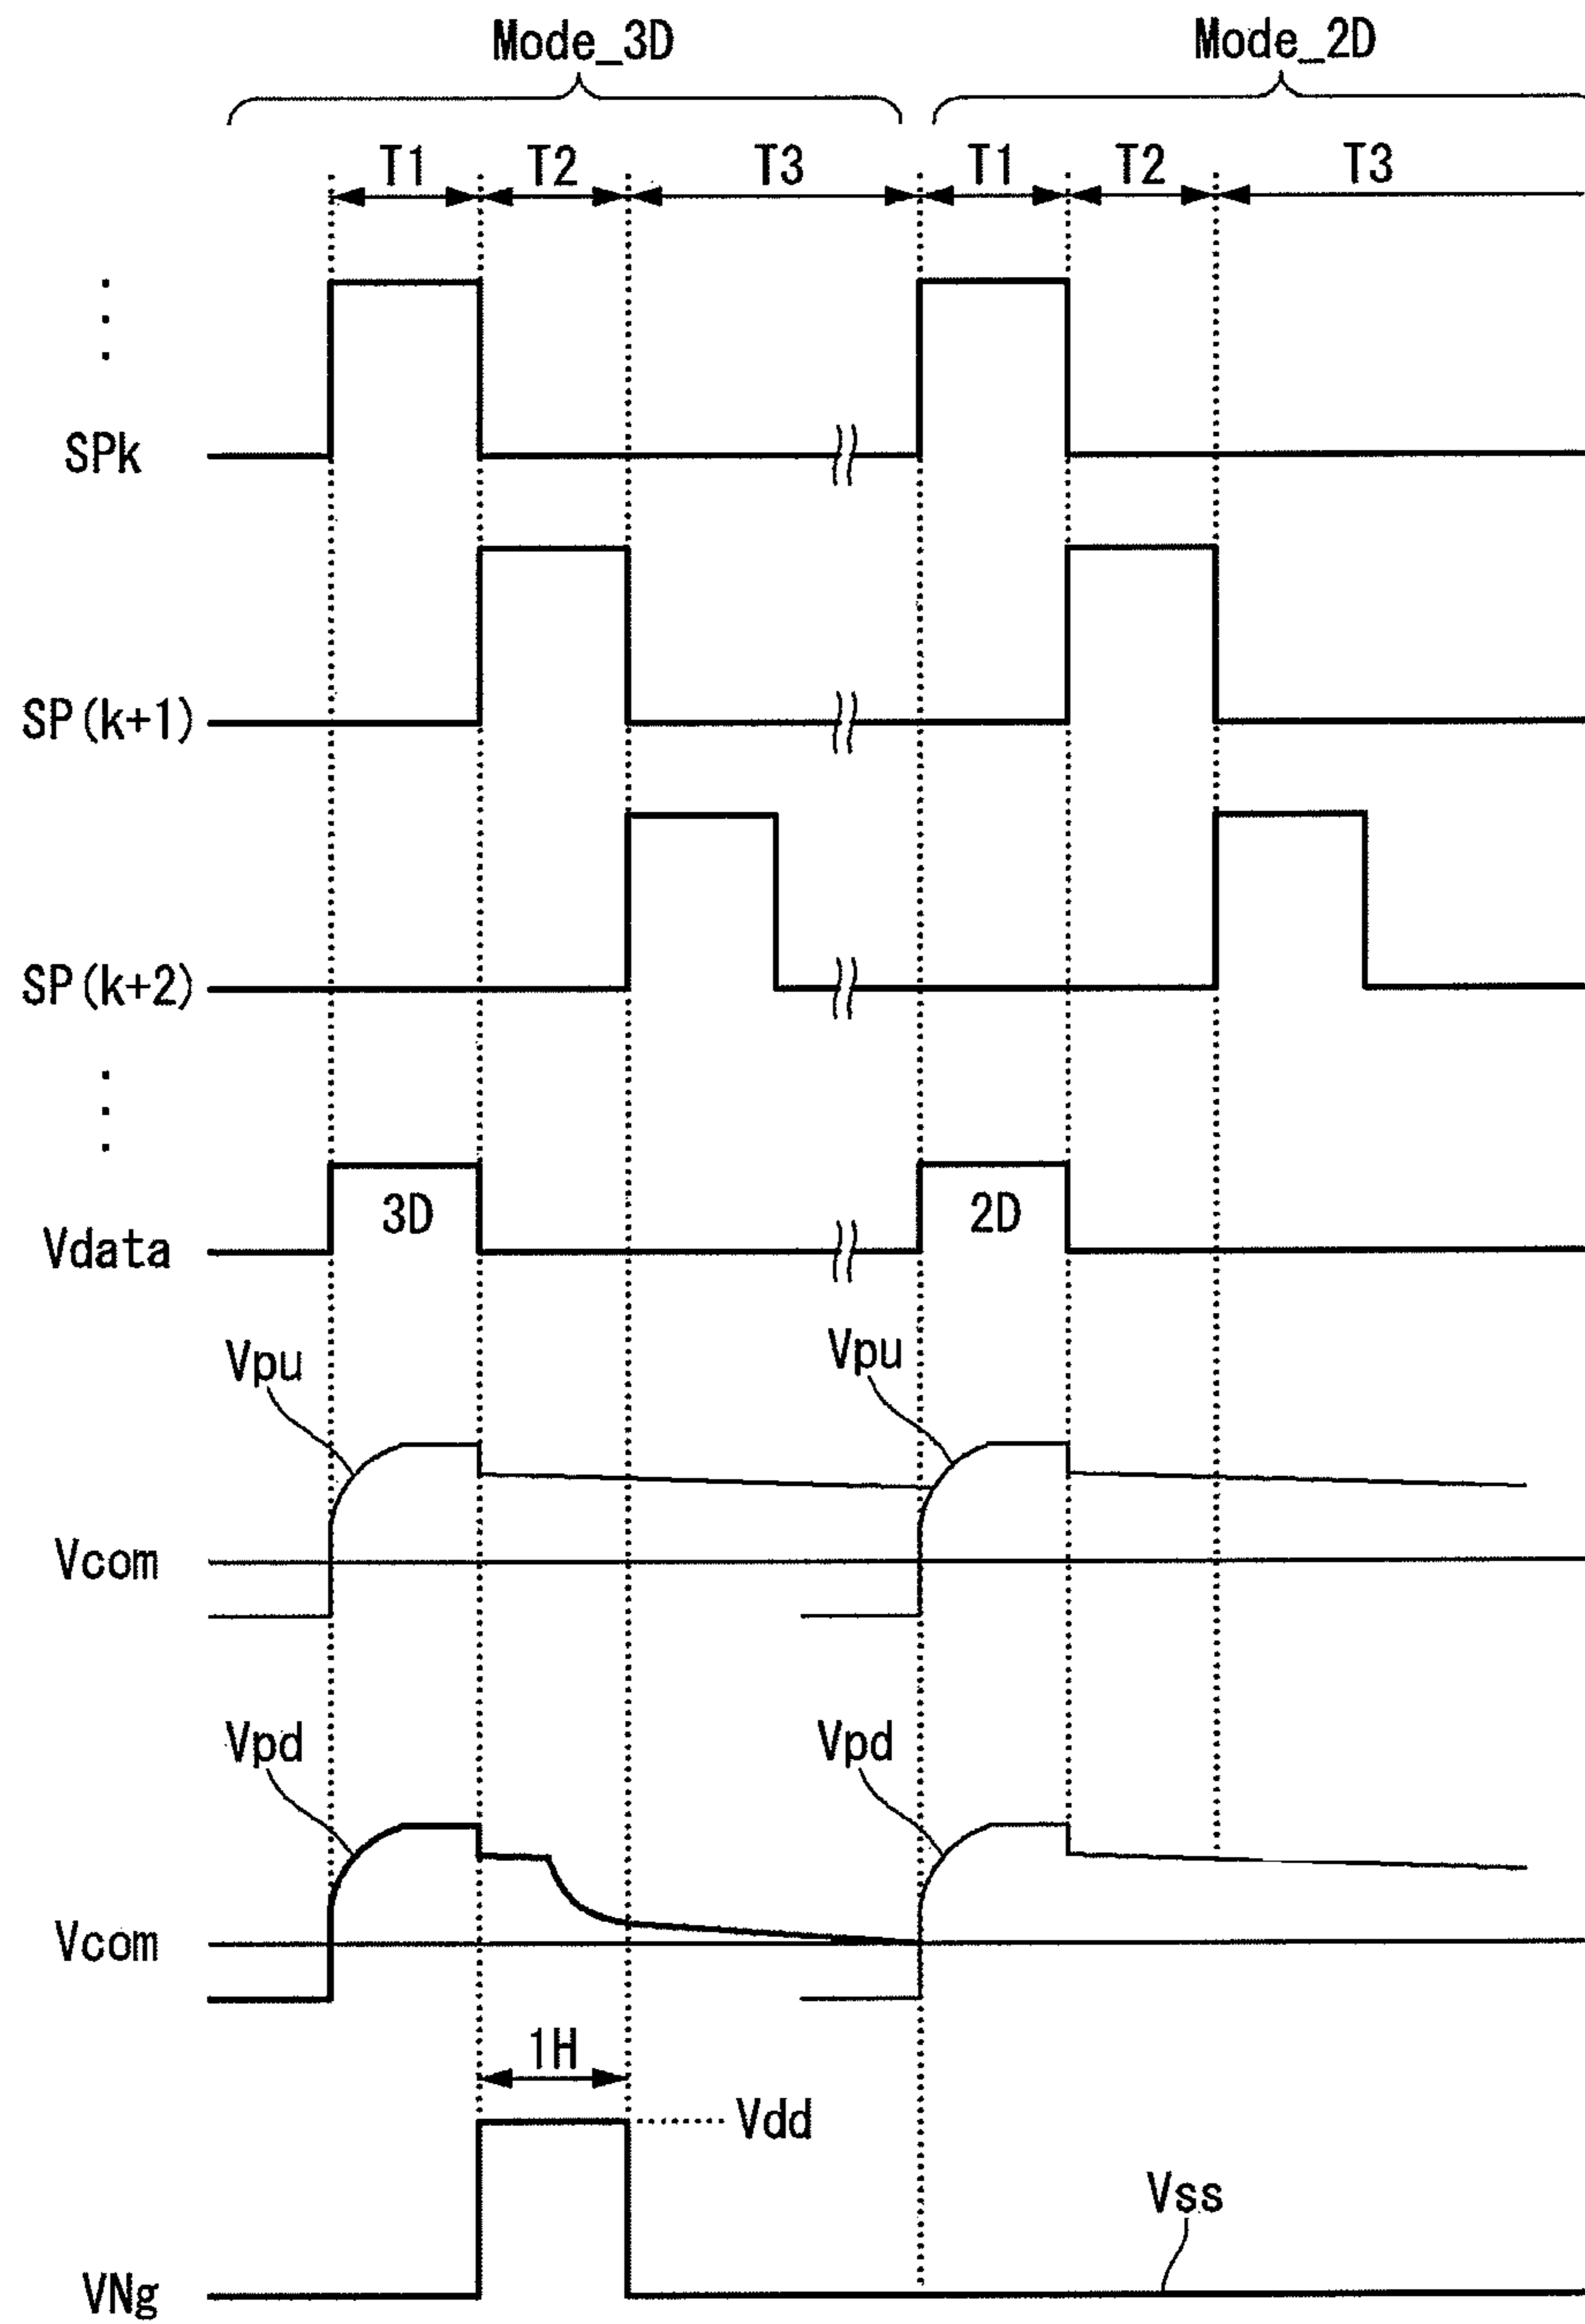 Mode_3D Mode_2D
T1 T2 T3 T1 T2 T3
SPk
SP(k+1)
SP(k+2)
3D 2D
Vdata
Vpu Vpu
Vcom
Vpd Vpd
Vcom
1H
Vdd
Vss
VNg